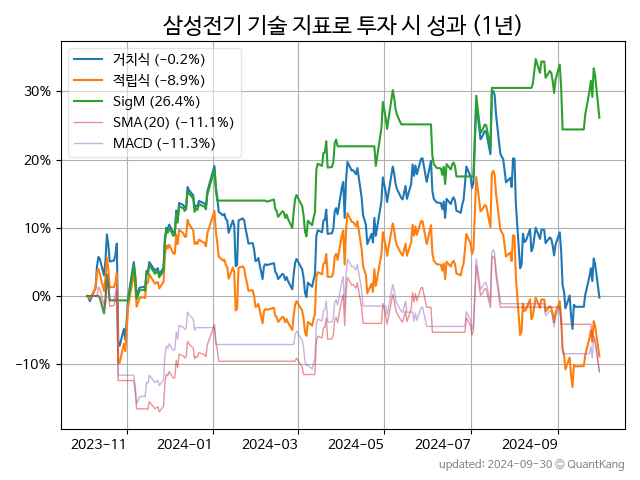 삼성전기 기술 지표로 투자 시 성과 (1년)
거치식 (−0.2%)
적립식 (−8.9%)
SigM (26.4%)
SMA(20) (−11.1%)
MACD (−11.3%)
30%
20%
10%
0%
−10%
2023-11 2024-01 2024-03 2024-05 2024-07 2024-09
updated: 2024-09-30 © QuantKang